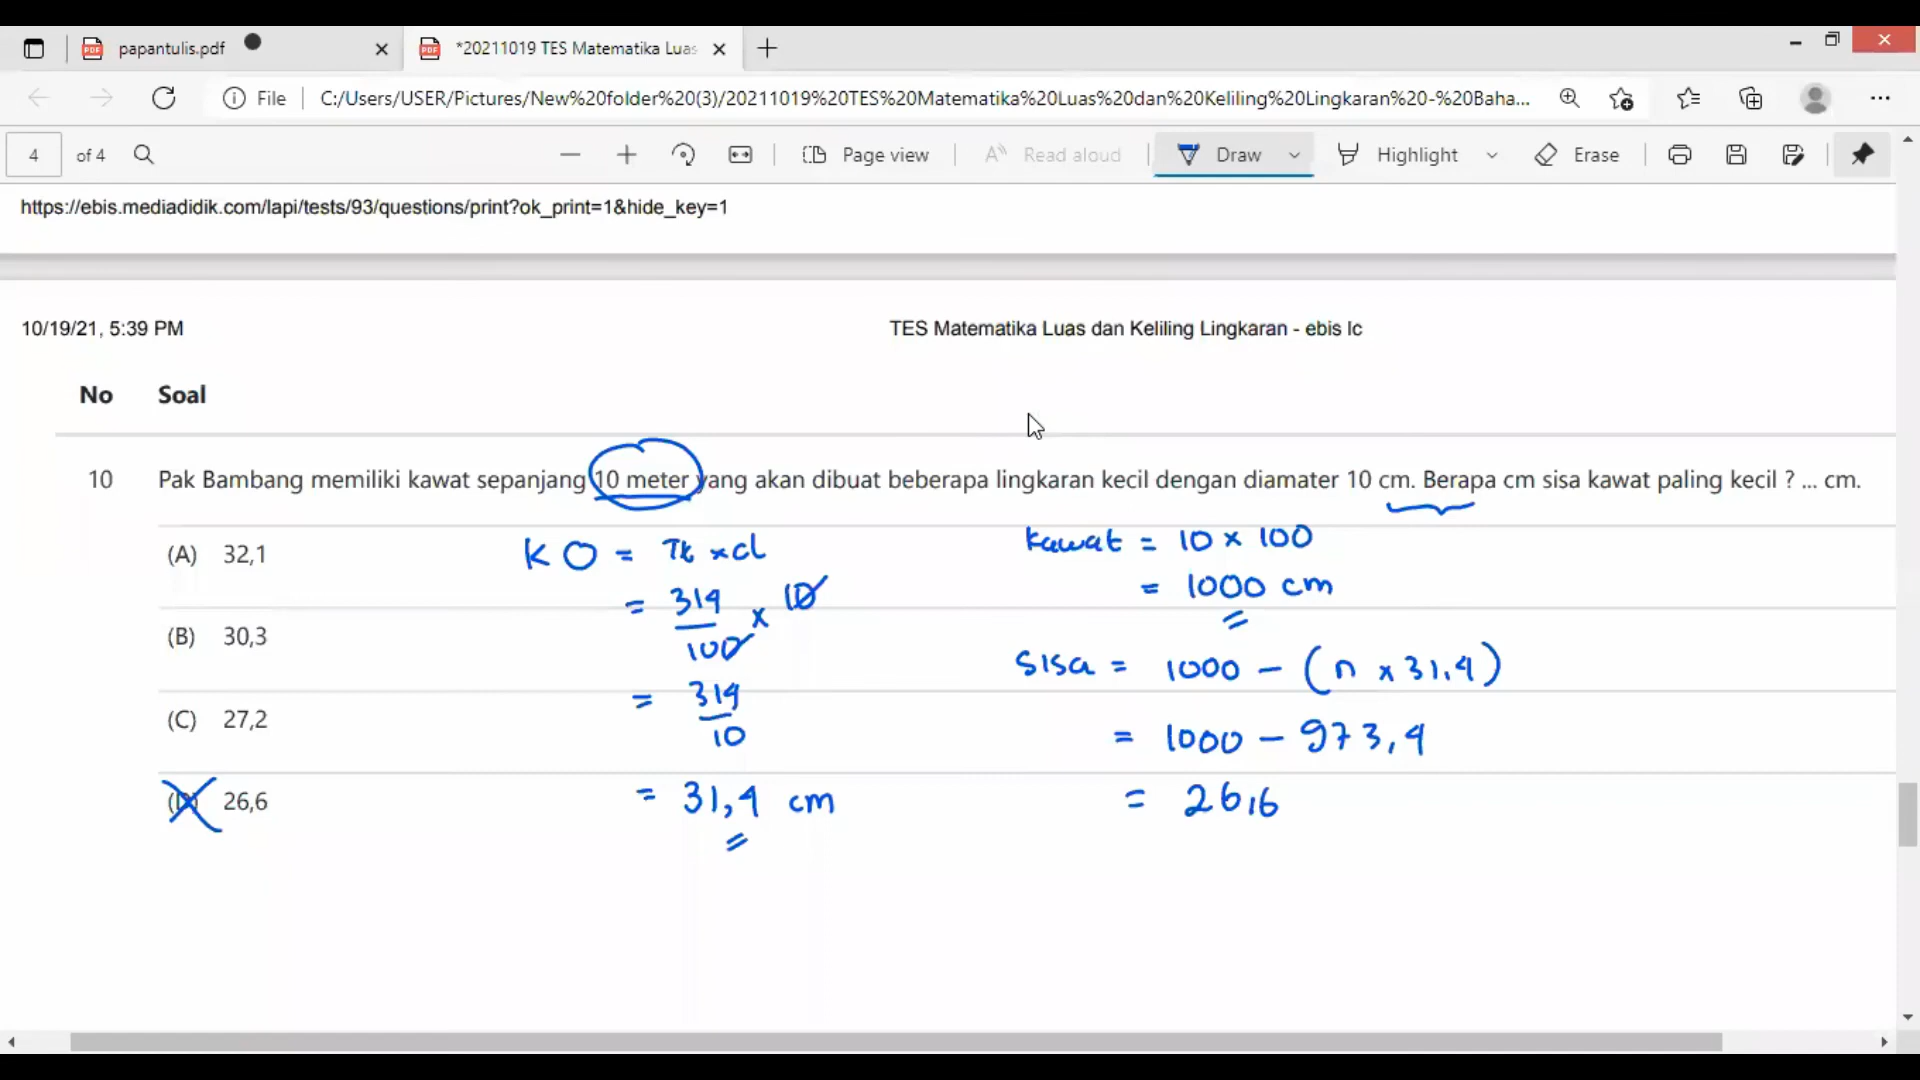 papantulis.pdf
*20211019 TES Matematika Luas
File
C:/Users/USER/Pictures/New%20folder%20(3)/20211019%20TES%20Matematika%20Luas%20dan%20Keliling%20Lingkaran%20-%20Baha...
4 of 4
Page view
Read aloud
Draw
Highlight
Erase
https://ebis.mediadidik.com/lapi/tests/93/questions/print?ok_print=1&hide_key=1
10/19/21, 5:39 PM
TES Matematika Luas dan Keliling Lingkaran - ebis lc
No Soal
10 Pak Bambang memiliki kawat sepanjang 10 meter yang akan dibuat beberapa lingkaran kecil dengan diamater 10 cm. Berapa cm sisa kawat paling kecil ? ... cm.
(A) 32,1
(B) 30,3
(C) 27,2
(D) 26,6
K O = π x d
= 314/100 x 10
= 314/10
= 31,4 cm
kawat = 10 x 100
= 1000 cm
sisa = 1000 - (n x 31,4)
= 1000 - 973,4
= 26,6